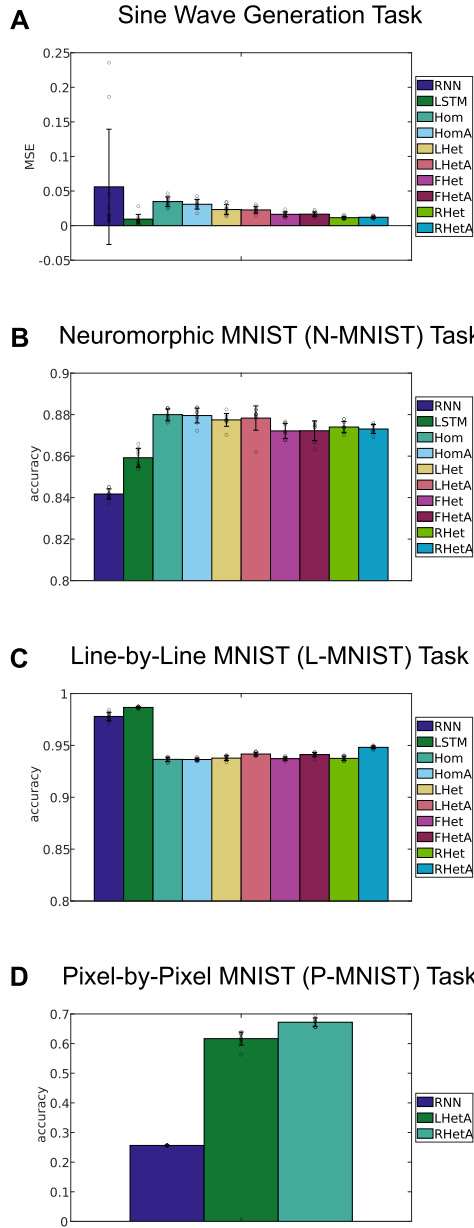 A Sine Wave Generation Task
0.25
0.2
0.15
0.1
0.05
0
-0.05
MSE
RNN
LSTM
Hom
HomA
LHet
LHetA
FHet
FHetA
RHet
RHetA
B Neuromorphic MNIST (N-MNIST) Task
0.9
0.88
0.86
0.84
0.82
0.8
accuracy
RNN
LSTM
Hom
HomA
LHet
LHetA
FHet
FHetA
RHet
RHetA
C Line-by-Line MNIST (L-MNIST) Task
1
0.95
0.9
0.85
0.8
accuracy
RNN
LSTM
Hom
HomA
LHet
LHetA
FHet
FHetA
RHet
RHetA
D Pixel-by-Pixel MNIST (P-MNIST) Task
0.7
0.6
0.5
0.4
0.3
0.2
0.1
0
accuracy
RNN
LHetA
RHetA